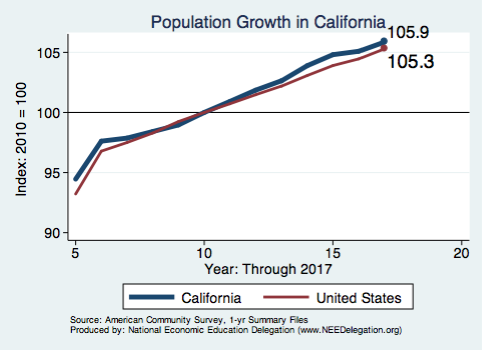 Population Growth in California
105.9
105.3
105
100
95
90
Index: 2010 = 100
5 10 15 20
Year: Through 2017
California United States
Source: American Community Survey, 1-yr Summary Files
Produced by: National Economic Education Delegation (www.NEEDelegation.org)